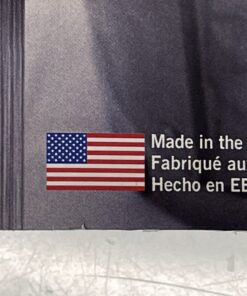 Made in the
Fabriqué au
Hecho en EE